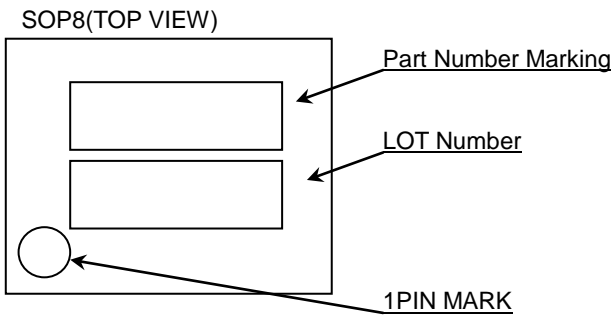 SOP8(TOP VIEW)
Part Number Marking
LOT Number
1PIN MARK